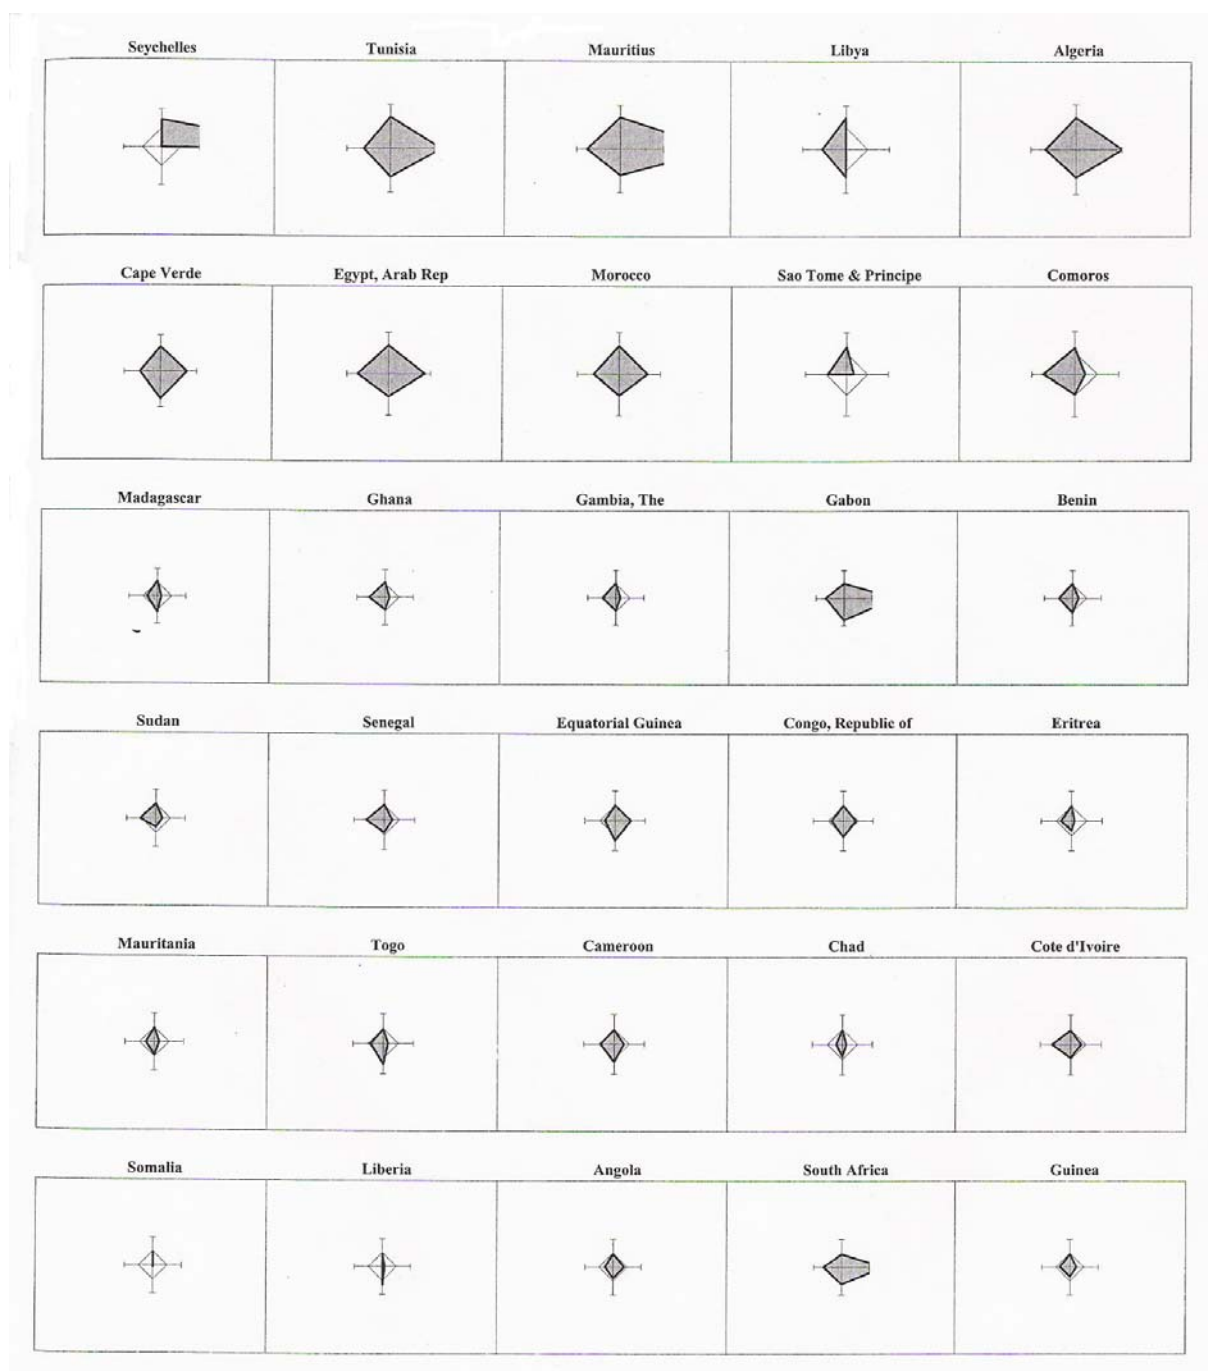 Seychelles Tunisia Mauritius Libya Algeria
Cape Verde Egypt, Arab Rep Morocco Sao Tome & Principe Comoros
Madagascar Ghana Gambia, The Gabon Benin
Sudan Senegal Equatorial Guinea Congo, Republic of Eritrea
Mauritania Togo Cameroon Chad Cote d'Ivoire
Somalia Liberia Angola South Africa Guinea